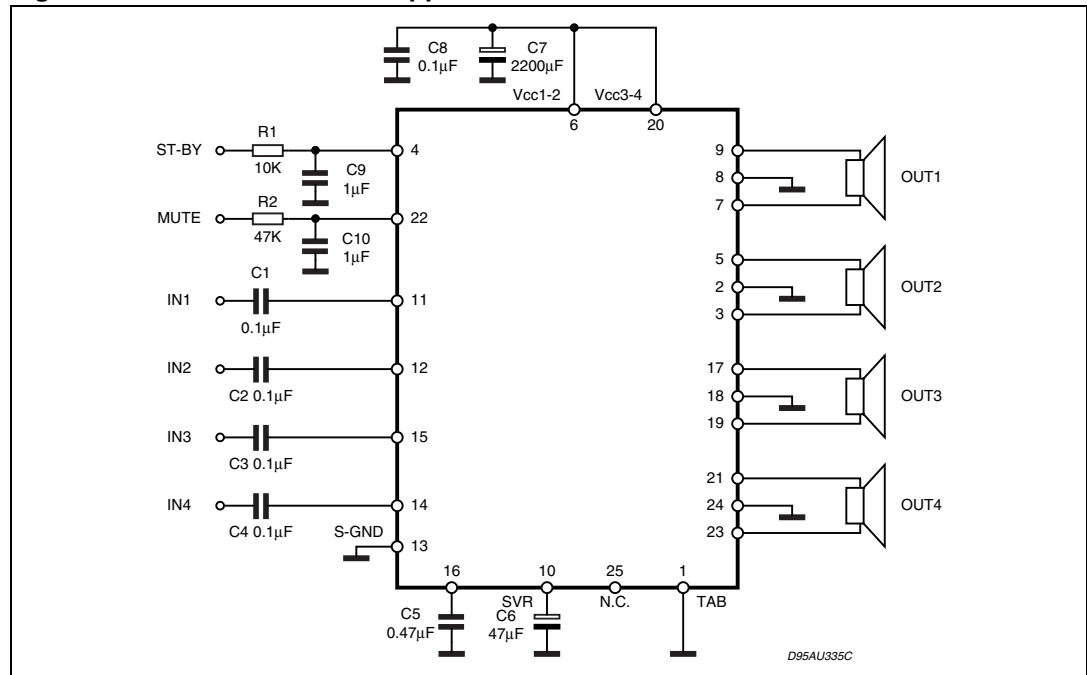 C8
0.1µF
C7
2200µF
Vcc1-2
Vcc3-4
6
20
ST-BY
R1
10K
4
C9
1µF
MUTE
R2
47K
22
C10
1µF
IN1
C1
0.1µF
11
IN2
C2 0.1µF
12
IN3
C3 0.1µF
15
IN4
C4 0.1µF
14
S-GND
13
9
8
7
OUT1
5
2
3
OUT2
17
18
19
OUT3
21
24
23
OUT4
16
10
25
1
C5
0.47µF
SVR
C6
47µF
N.C.
TAB
D95AU335C